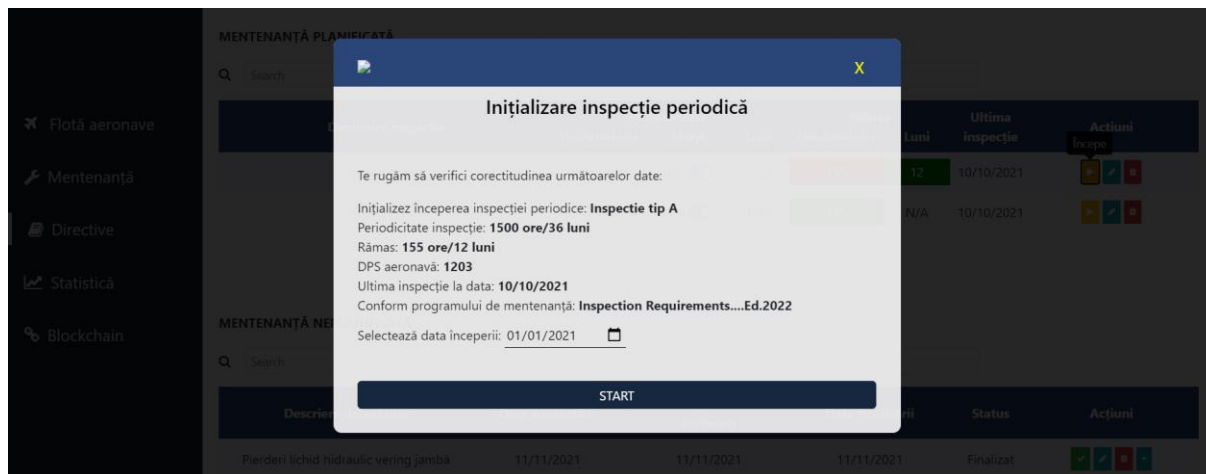 MENTENANȚĂ PLANIFICATĂ
Search
X
Inițializare inspecție periodică
Te rugăm să verifici corectitudinea următoarelor date:
Inițializez începerea inspecției periodice: Inspectie tip A
Periodicitate inspecție: 1500 ore/36 luni
Rămas: 155 ore/12 luni
DPS aeronavă: 1203
Ultima inspecție la data: 10/10/2021
Conform programului de mentenanță: Inspection Requirements....Ed.2022
Selectează data începerii: 01/01/2021
START
Flotă aeronave
Mentenanță
Directive
Statistică
Blockchain
Luni
Ultima inspecție
Acțiuni
Începe
12
10/10/2021
N/A
10/10/2021
Search
Status
Acțiuni
Pierderi lichid hidraulic vering jambă
11/11/2021
11/11/2021
11/11/2021
Finalizat